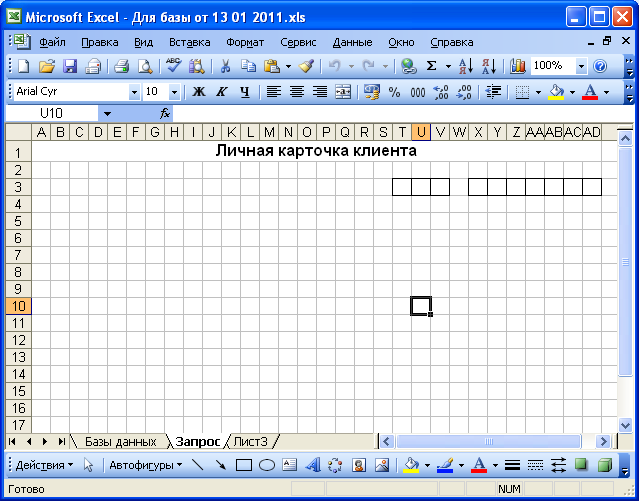 Microsoft Excel - Для базы от 13 01 2011.xls
Файл Правка Вид Вставка Формат Сервис Данные Окно Справка
100%
Arial Cyr 10 Ж К Ч
U10 fx
A B C D E F G H I J K L M N O P Q R S T U V W X Y Z AA AB AC AD
1 Личная карточка клиента
2
3
4
5
6
7
8
9
10
11
12
13
14
15
16
17
Базы данных Запрос Лист3
Действия Автофигуры
Готово NUM